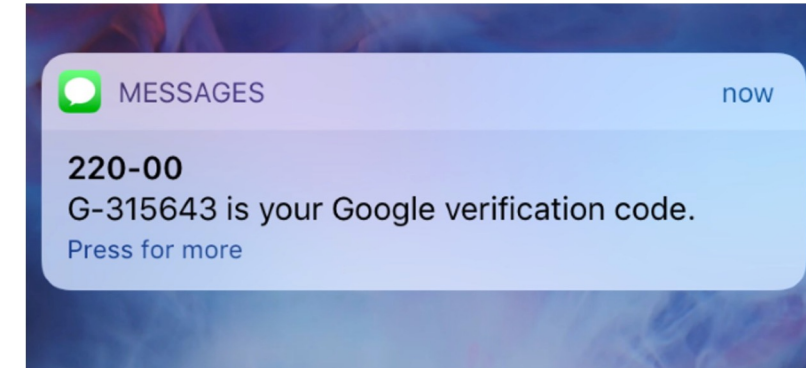 MESSAGES now
220-00
G-315643 is your Google verification code.
Press for more